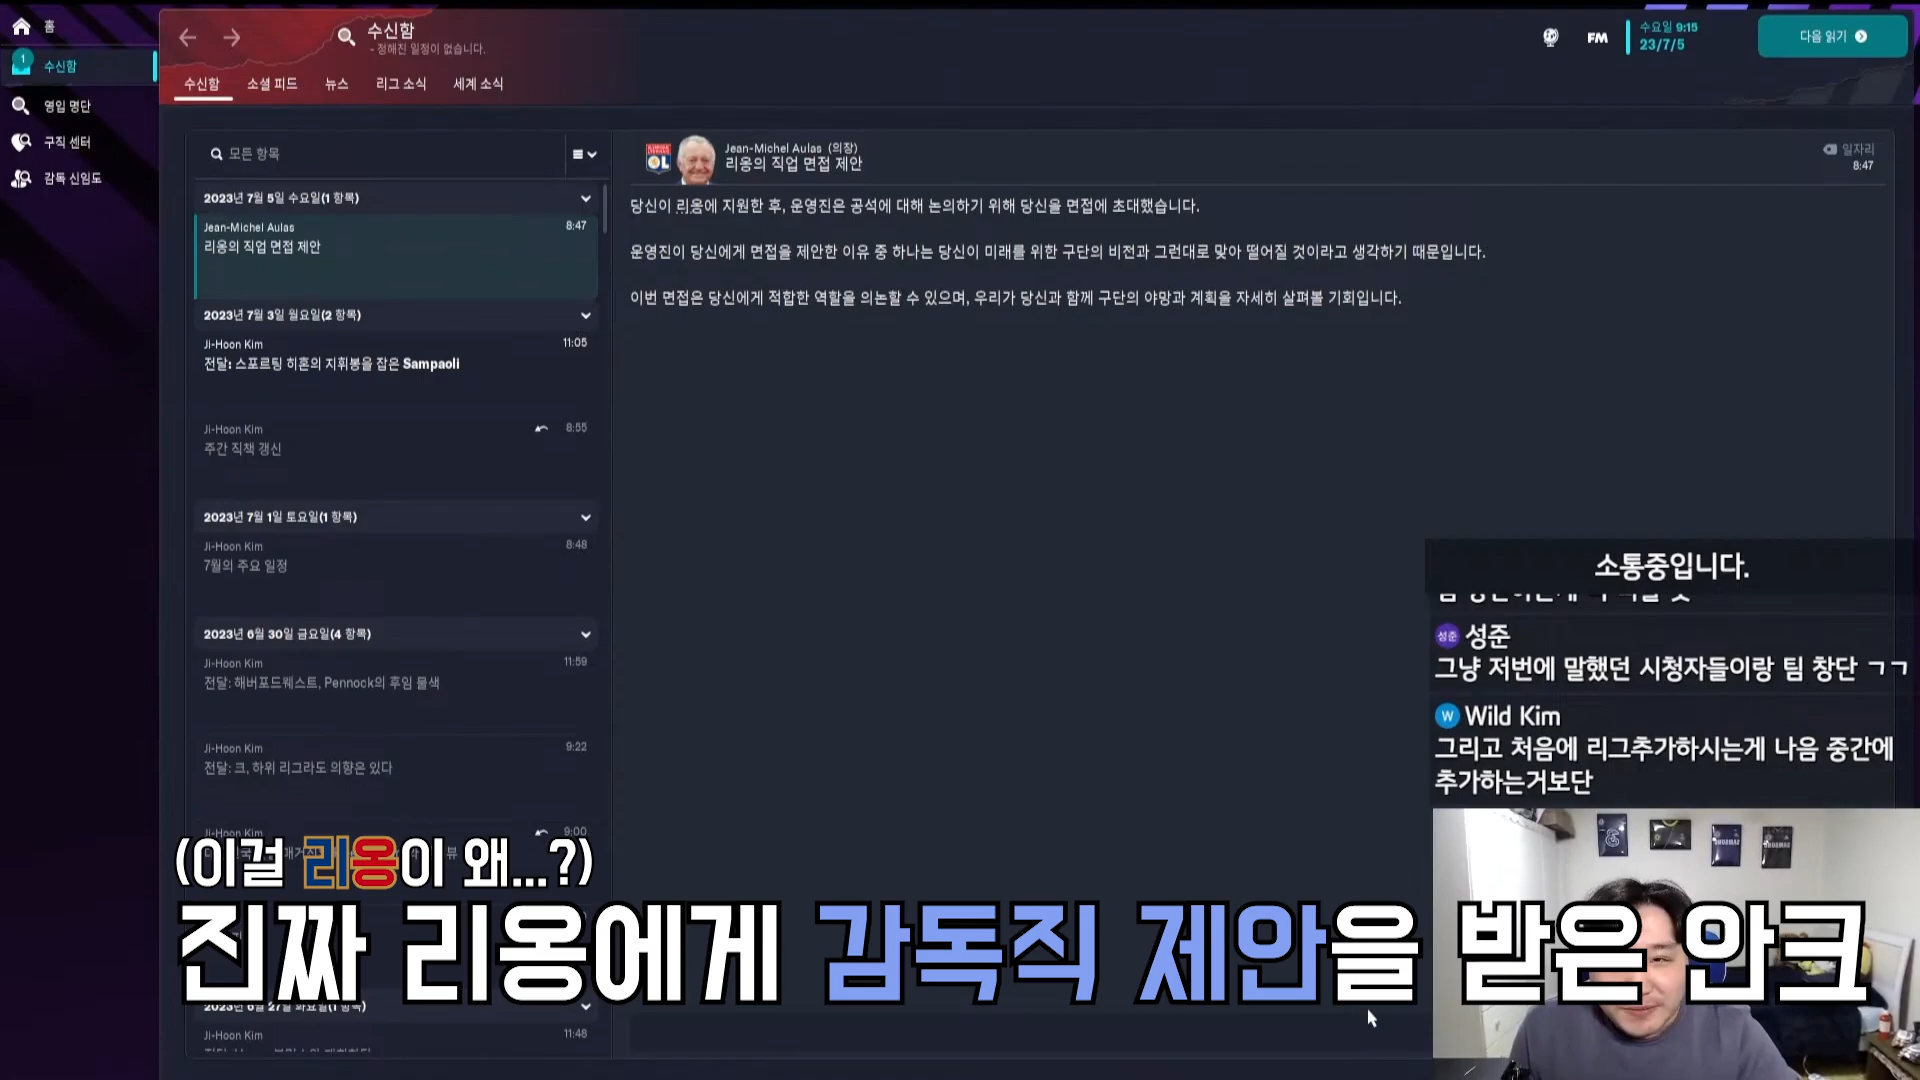 홈
1
수신함
영입 명단
구직 센터
감독 신임도
수신함
- 정해진 일정이 없습니다.
FM
수요일 9:15
23/7/5
다음 읽기
수신함 소셜 피드 뉴스 리그 소식 세계 소식
모든 항목
2023년 7월 5일 수요일(1 항목)
Jean-Michel Aulas 8:47
리옹의 직업 면접 제안
2023년 7월 3일 월요일(2 항목)
Ji-Hoon Kim 11:05
전달: 스포르팅 히혼의 지휘봉을 잡은 Sampaoli
Ji-Hoon Kim 8:55
주간 직책 갱신
2023년 7월 1일 토요일(1 항목)
Ji-Hoon Kim 8:48
7월의 주요 일정
2023년 6월 30일 금요일(4 항목)
Ji-Hoon Kim 11:59
전달: 해버포드웨스트, Pennock의 후임 물색
Ji-Hoon Kim 9:22
전달: 크, 하위 리그라도 의향은 있다
Ji-Hoon Kim 9:00
2023년 6월 27일 화요일(1 항목)
Ji-Hoon Kim 11:48
OL
Jean-Michel Aulas (의장)
리옹의 직업 면접 제안
일자리
8:47
당신이 리옹에 지원한 후, 운영진은 공석에 대해 논의하기 위해 당신을 면접에 초대했습니다.
운영진이 당신에게 면접을 제안한 이유 중 하나는 당신이 미래를 위한 구단의 비전과 그런대로 맞아 떨어질 것이라고 생각하기 때문입니다.
이번 면접은 당신에게 적합한 역할을 의논할 수 있으며, 우리가 당신과 함께 구단의 야망과 계획을 자세히 살펴볼 기회입니다.
소통중입니다.
성준 성준
그냥 저번에 말했던 시청자들이랑 팀 창단 ㄱㄱ
W Wild Kim
그리고 처음에 리그추가하시는게 나음 중간에
추가하는거보단
(이걸 리옹이 왜...?)
진짜 리옹에게 감독직 제안을 받은 안크